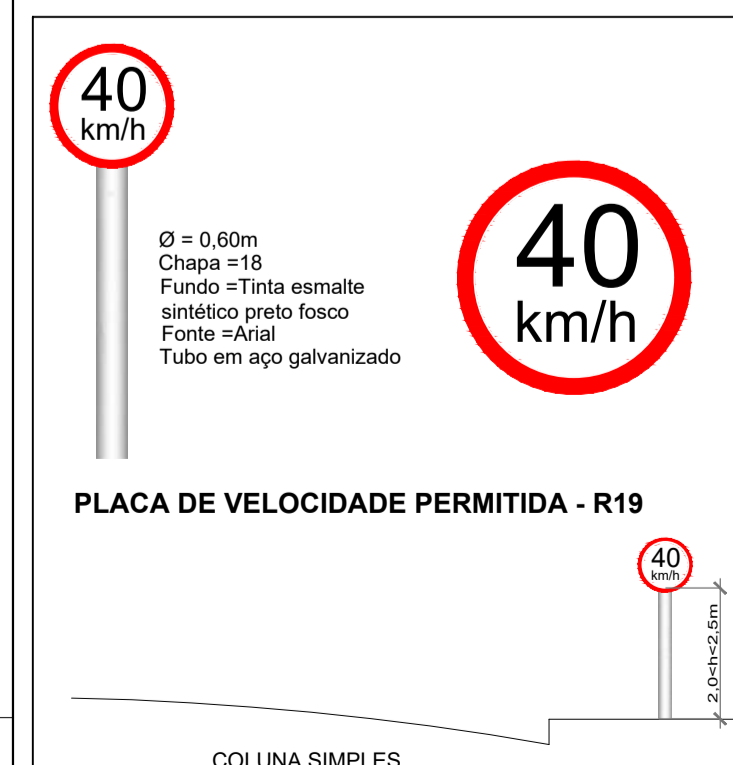 40
km/h
Ø = 0,60m
Chapa =18
Fundo =Tinta esmalte
sintético preto fosco
Fonte =Arial
Tubo em aço galvanizado
40
km/h
PLACA DE VELOCIDADE PERMITIDA - R19
40
km/h
2,0<h<2,5m
COLUNA SIMPLES